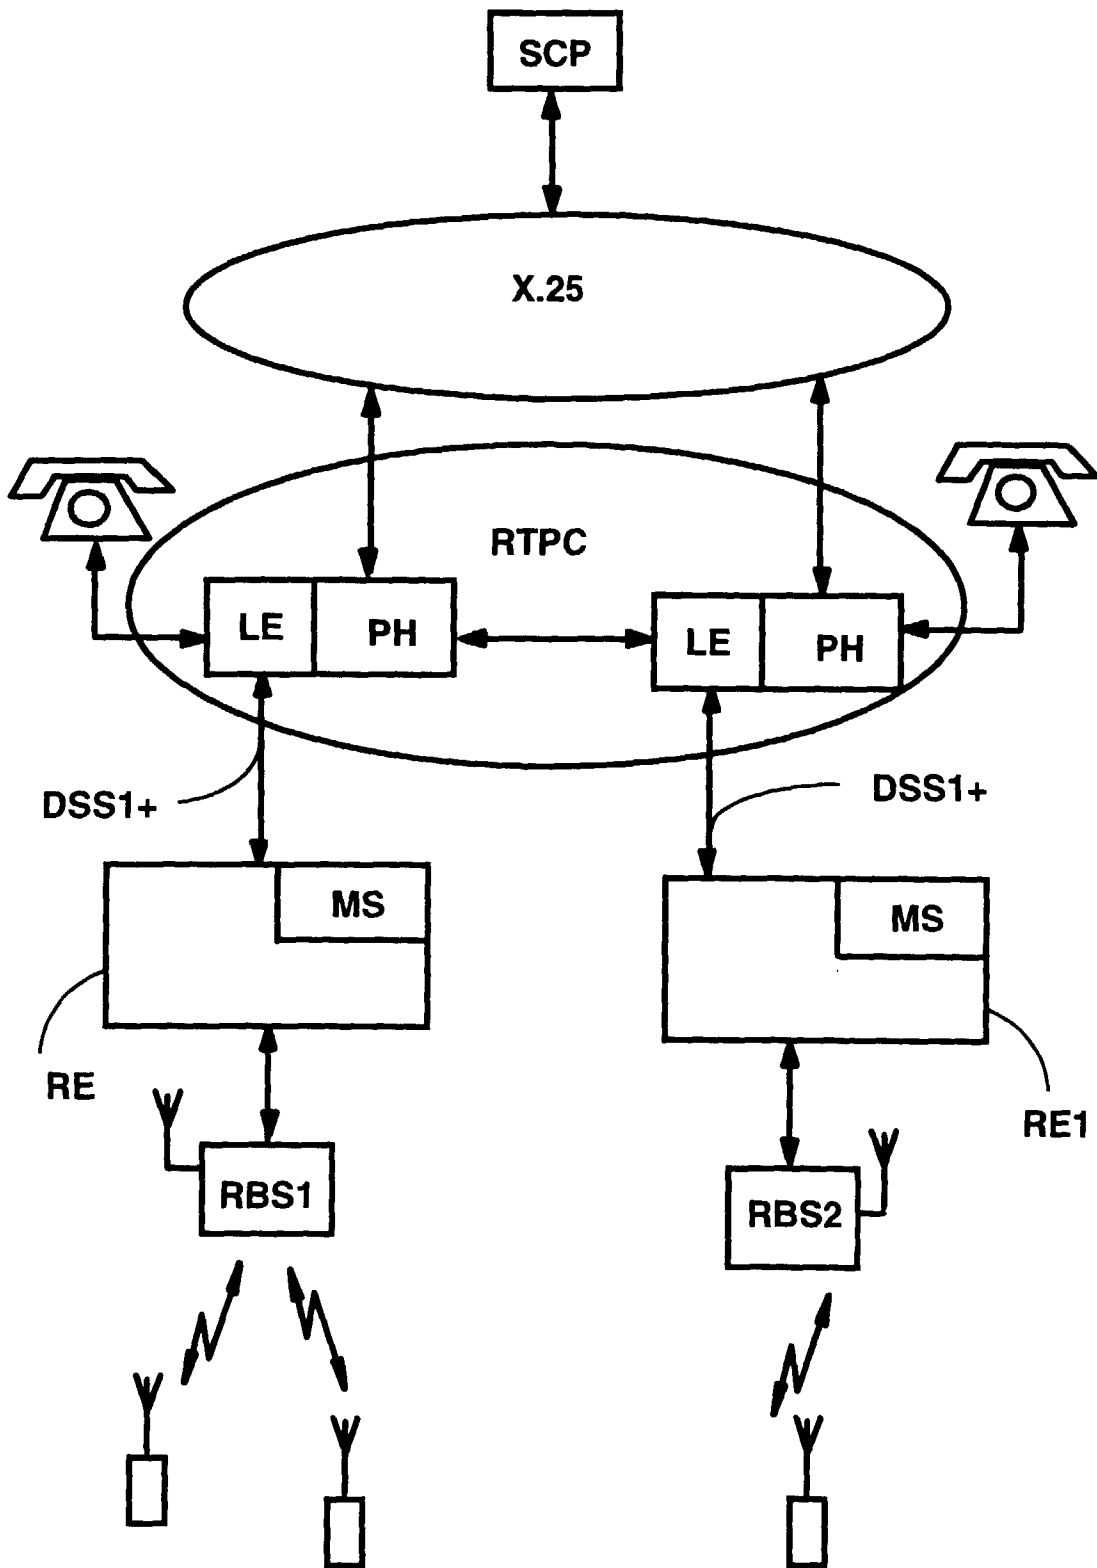 SCP
X.25
RTPC
LE PH
LE PH
DSS1+
DSS1+
MS
MS
RE
RE1
RBS1
RBS2